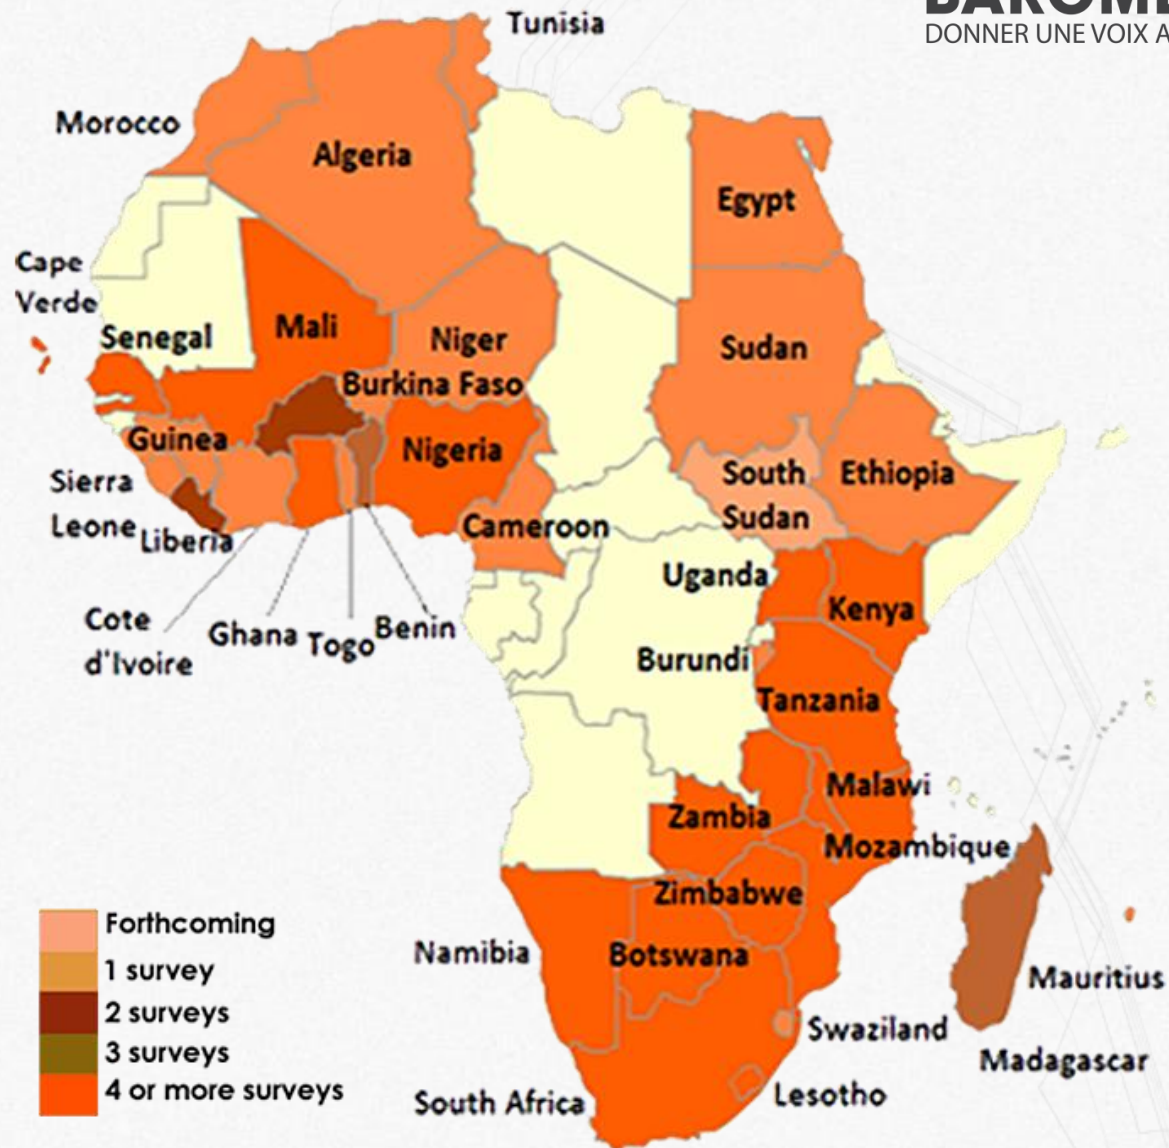 DONNER UNE VOIX A
Tunisia
Morocco
Algeria
Egypt
Cape
Verde
Senegal
Mali
Niger
Sudan
Burkina Faso
Guinea
Nigeria
Sierra
Leone
Liberia
South
Sudan
Ethiopia
Cameroon
Uganda
Kenya
Cote
d'Ivoire
Ghana
Togo
Benin
Burundi
Tanzania
Malawi
Zambia
Mozambique
Zimbabwe
Namibia
Botswana
Mauritius
Swaziland
Madagascar
South Africa
Lesotho
Forthcoming
1 survey
2 surveys
3 surveys
4 or more surveys